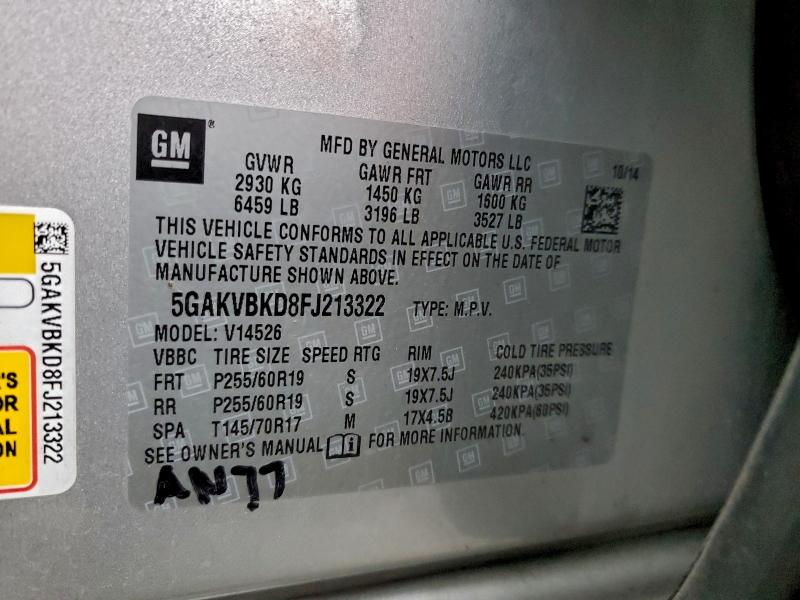 GM ®
MFD BY GENERAL MOTORS LLC
10/14
GVWR GAWR FRT GAWR RR
2930 KG 1450 KG 1600 KG
6459 LB 3196 LB 3527 LB
THIS VEHICLE CONFORMS TO ALL APPLICABLE U.S. FEDERAL MOTOR
VEHICLE SAFETY STANDARDS IN EFFECT ON THE DATE OF
MANUFACTURE SHOWN ABOVE.
5GAKVBKD8FJ213322 TYPE: M.P.V.
MODEL: V14526
VBBC TIRE SIZE SPEED RTG RIM COLD TIRE PRESSURE
FRT P255/60R19 S 19X7.5J 240KPA(35PSI)
RR P255/60R19 S 19X7.5J 240KPA(35PSI)
SPA T145/70R17 M 17X4.5B 420KPA(60PSI)
SEE OWNER'S MANUAL FOR MORE INFORMATION.
AN77
5GAKVBKD8FJ213322